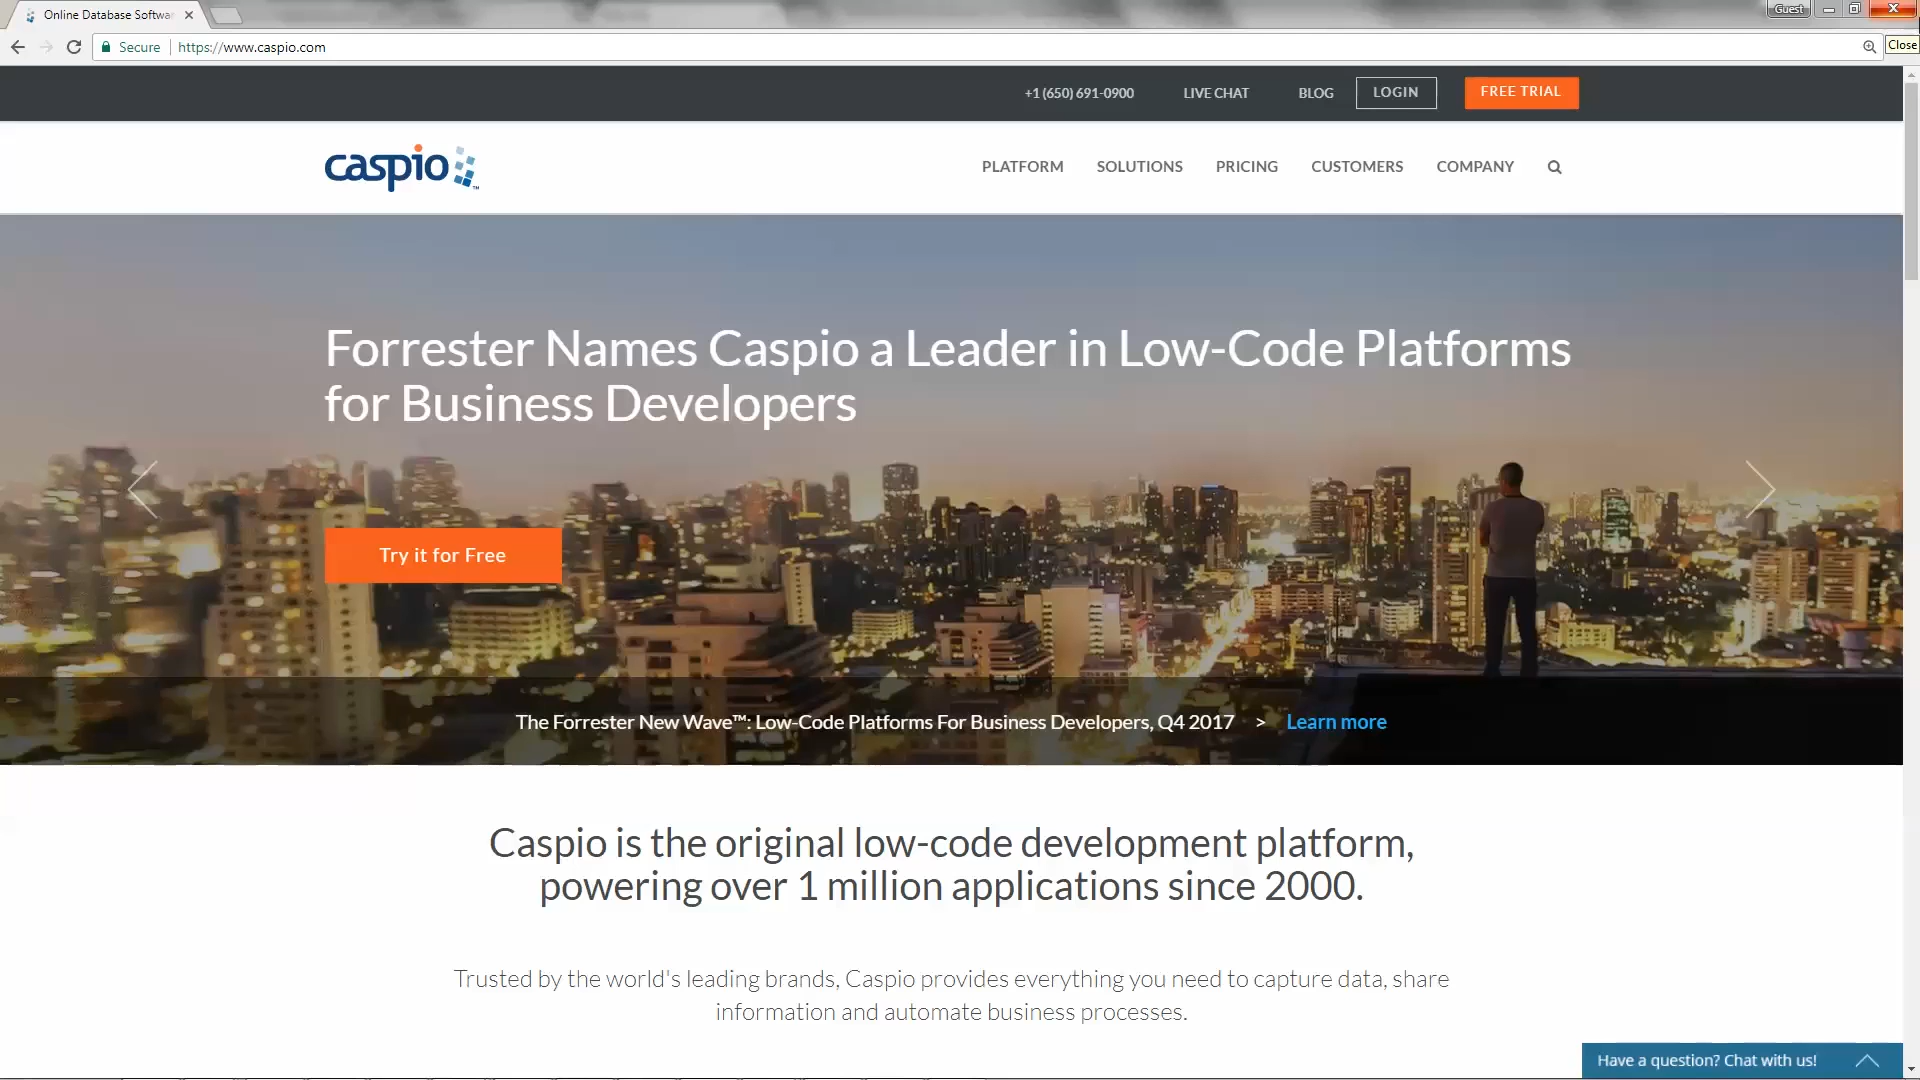 Online Database Softwa
Guest
Secure https://www.caspio.com
Close
+1 (650) 691-0900 LIVE CHAT BLOG LOGIN FREE TRIAL
caspio™ PLATFORM SOLUTIONS PRICING CUSTOMERS COMPANY
Forrester Names Caspio a Leader in Low-Code Platforms
for Business Developers
Try it for Free
The Forrester New Wave™: Low-Code Platforms For Business Developers, Q4 2017 > Learn more
Caspio is the original low-code development platform,
powering over 1 million applications since 2000.
Trusted by the world's leading brands, Caspio provides everything you need to capture data, share
information and automate business processes.
Have a question? Chat with us!